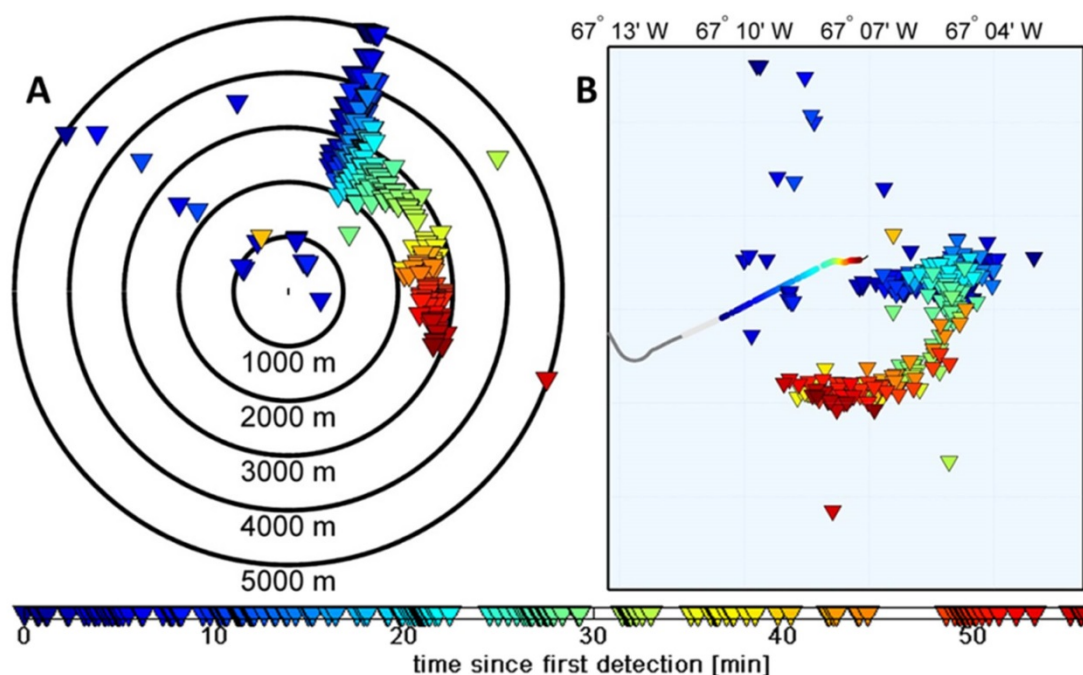 67° 13' W 67° 10' W 67° 07' W 67° 04' W
A
B
1000 m
2000 m
3000 m
4000 m
5000 m
0 10 20 30 40 50
time since first detection [min]